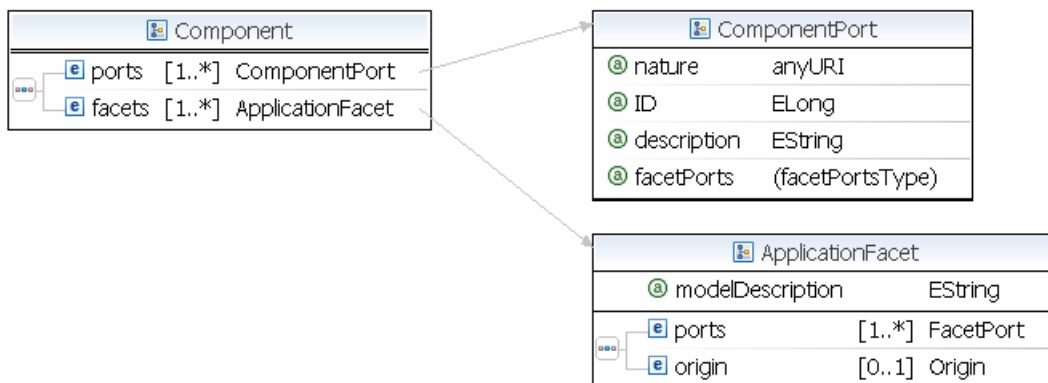 Component
e ports [1..*] ComponentPort
e facets [1..*] ApplicationFacet
ComponentPort
a nature anyURI
a ID ELong
a description EString
a facetPorts (facetPortsType)
ApplicationFacet
a modelDescription EString
e ports [1..*] FacetPort
e origin [0..1] Origin